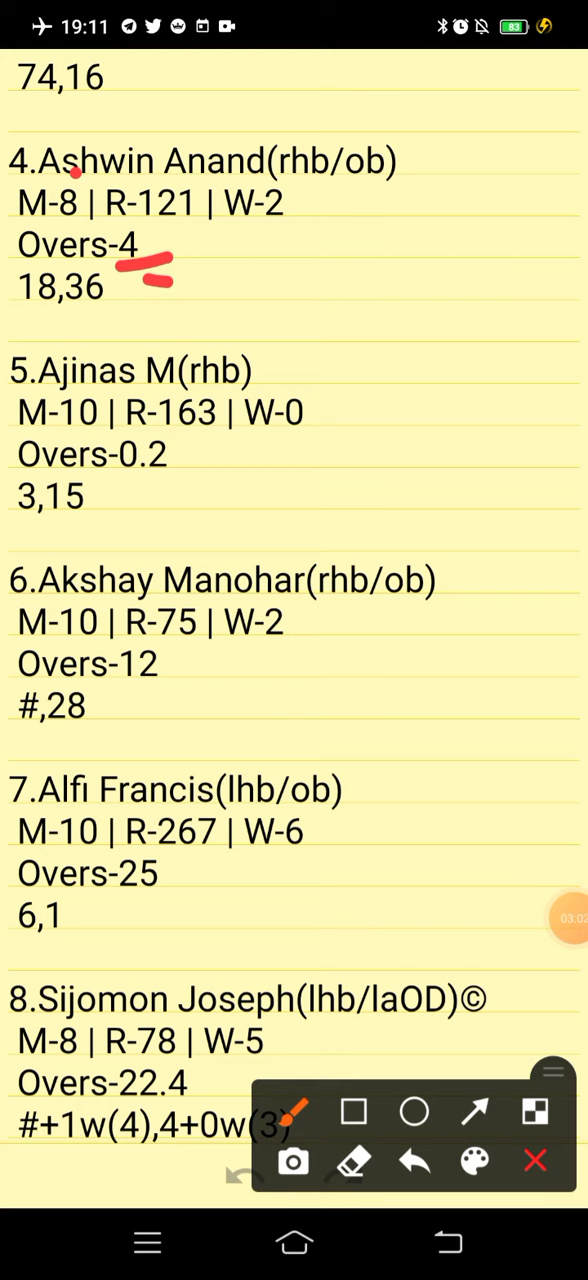 19:11
83
74,16
4.Ashwin Anand(rhb/ob)
M-8 | R-121 | W-2
Overs-4
18,36
5.Ajinas M(rhb)
M-10 | R-163 | W-0
Overs-0.2
3,15
6.Akshay Manohar(rhb/ob)
M-10 | R-75 | W-2
Overs-12
#,28
7.Alfi Francis(lhb/ob)
M-10 | R-267 | W-6
Overs-25
6,1
03:02
8.Sijomon Joseph(lhb/laOD)©
M-8 | R-78 | W-5
Overs-22.4
#+1w(4),4+0w(3)